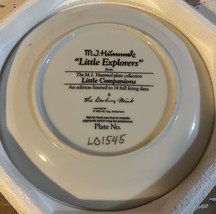 M.J. Hummel
"Little Explorers"
from
The M.J. Hummel plate collection
Little Companions
An edition limited to 14 full firing days
The Danbury Mint
Plate No.
LO1545